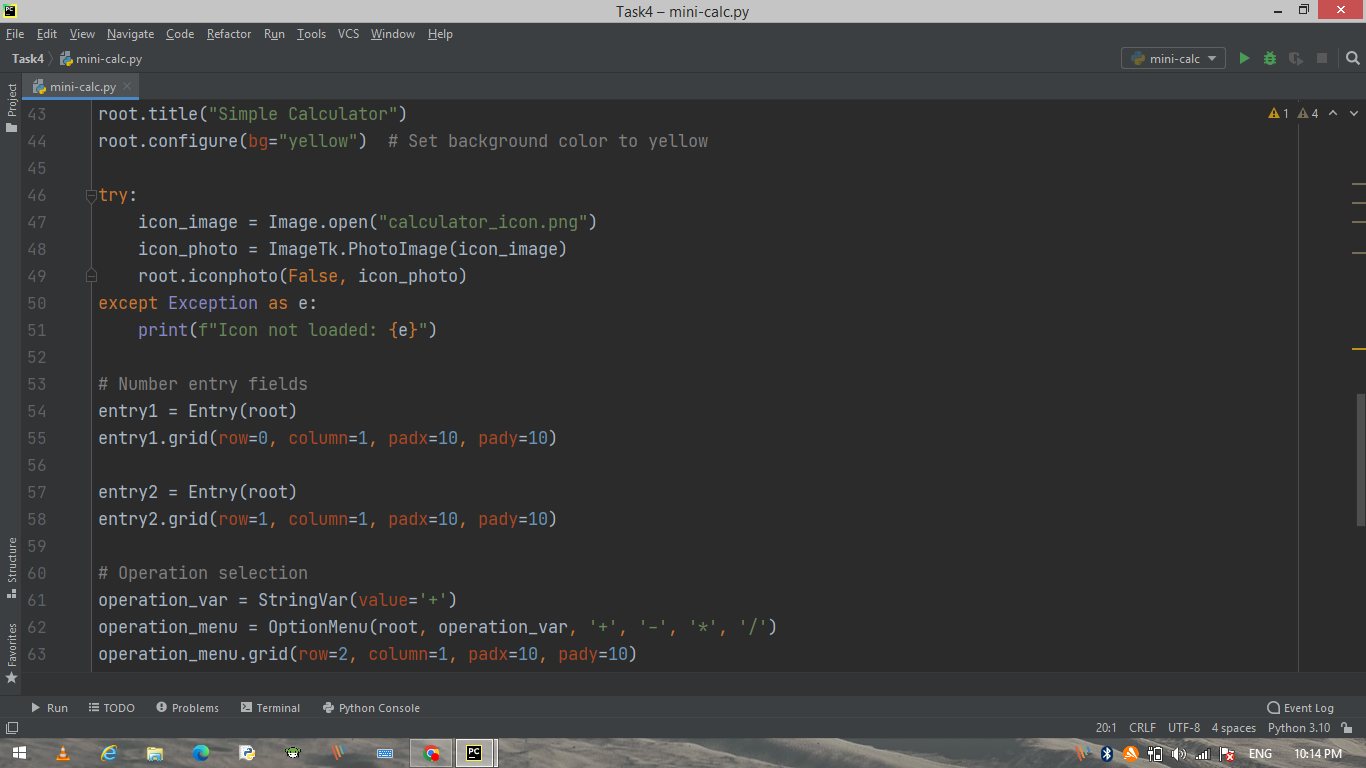 Task4 – mini-calc.py
File Edit View Navigate Code Refactor Run Tools VCS Window Help
Task4 mini-calc.py mini-calc
Project
mini-calc.py
1 4
43 root.title("Simple Calculator")
44 root.configure(bg="yellow")  # Set background color to yellow
45
46 try:
47     icon_image = Image.open("calculator_icon.png")
48     icon_photo = ImageTk.PhotoImage(icon_image)
49     root.iconphoto(False, icon_photo)
50 except Exception as e:
51     print(f"Icon not loaded: {e}")
52
53 # Number entry fields
54 entry1 = Entry(root)
55 entry1.grid(row=0, column=1, padx=10, pady=10)
56
57 entry2 = Entry(root)
58 entry2.grid(row=1, column=1, padx=10, pady=10)
59
60 # Operation selection
61 operation_var = StringVar(value='+')
62 operation_menu = OptionMenu(root, operation_var, '+', '-', '*', '/')
63 operation_menu.grid(row=2, column=1, padx=10, pady=10)
Structure
Favorites
Run TODO Problems Terminal Python Console Event Log
20:1 CRLF UTF-8 4 spaces Python 3.10
PC ENG 10:14 PM